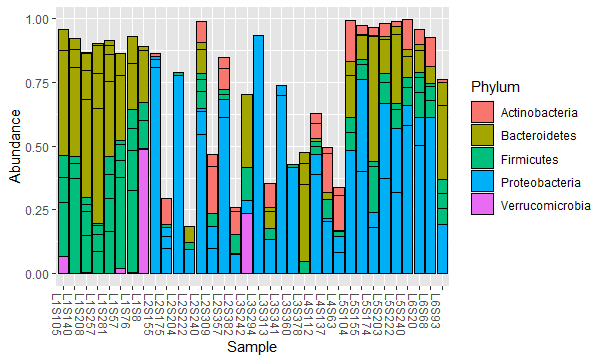 1.00
0.75
0.50
0.25
0.00
Abundance
L1S105
L1S140
L1S208
L1S257
L1S281
L1S57
L1S76
L1S8
L2S155
L2S175
L2S204
L2S222
L2S240
L2S309
L2S357
L2S382
L3S294
L3S313
L3S341
L3S360
L3S378
L4S112
L4S137
L4S63
L5S104
L5S155
L5S174
L5S203
L5S222
L5S240
L6S20
L6S68
L6S93
Sample
Phylum
Actinobacteria
Bacteroidetes
Firmicutes
Proteobacteria
Verrucomicrobia